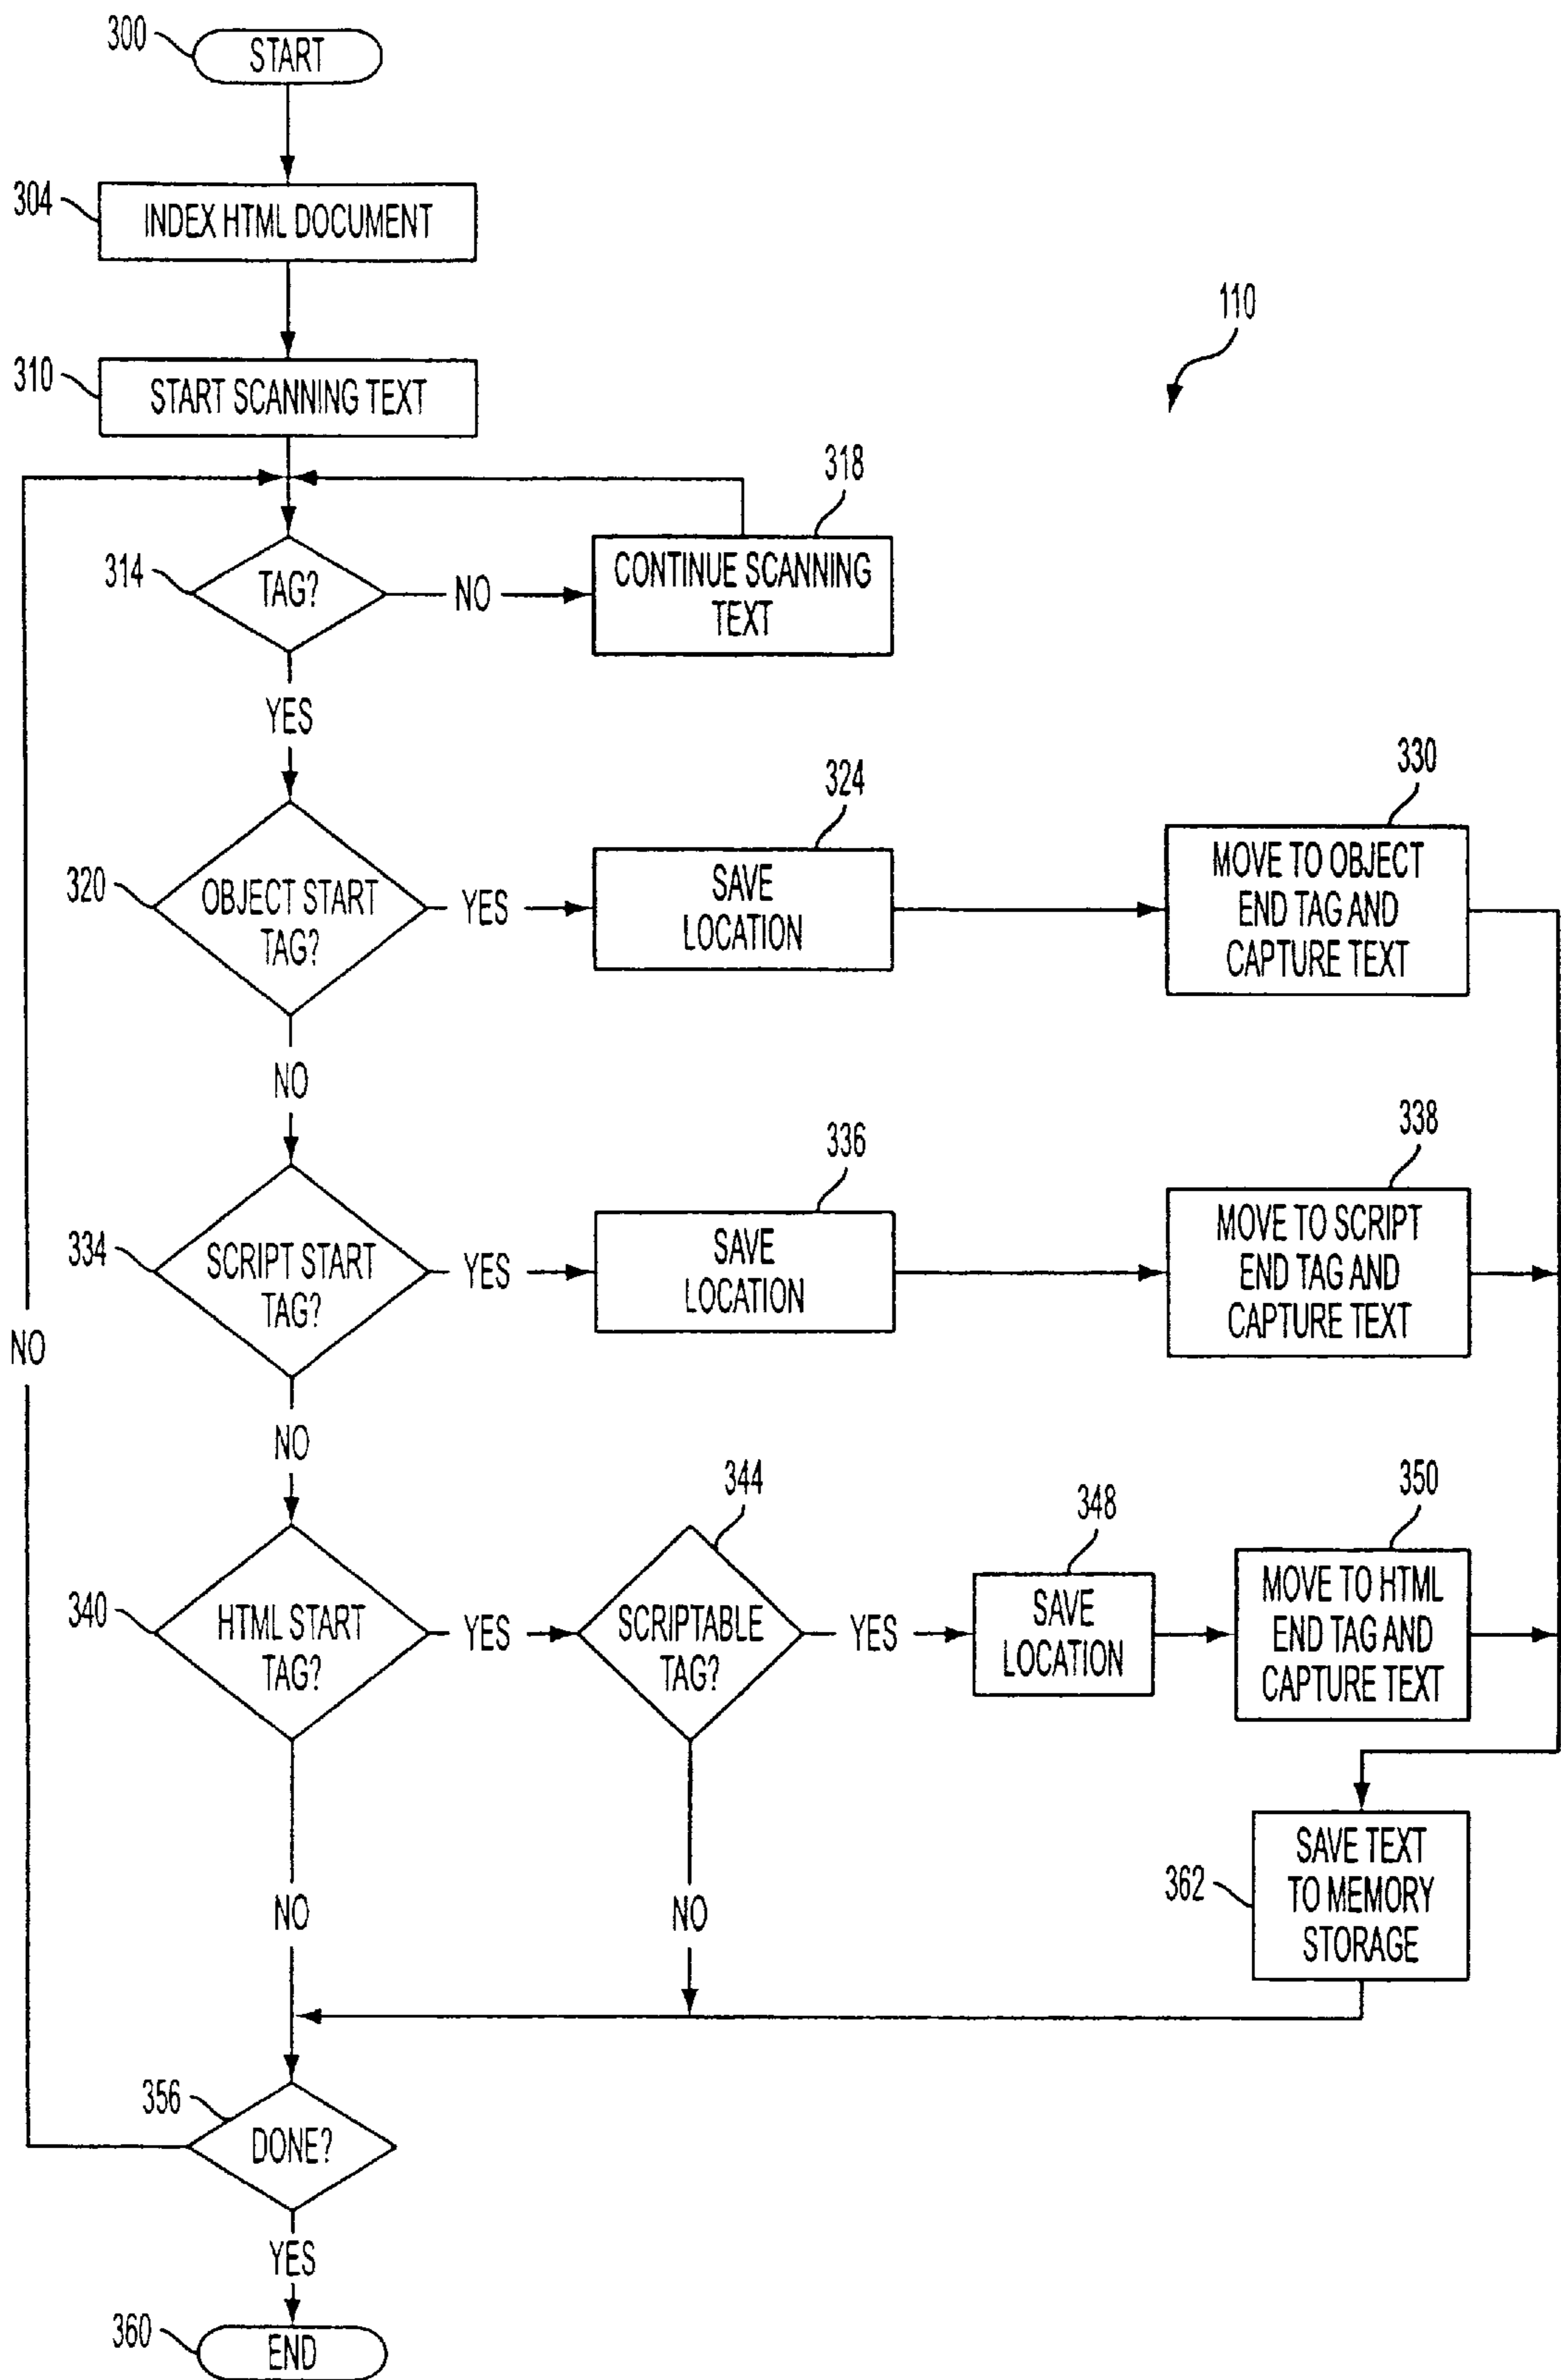 300
START
304
INDEX HTML DOCUMENT
110
310
START SCANNING TEXT
318
314
TAG?
NO
CONTINUE SCANNING
TEXT
YES
324
330
320
OBJECT START
TAG?
YES
SAVE
LOCATION
MOVE TO OBJECT
END TAG AND
CAPTURE TEXT
NO
336
338
334
SCRIPT START
TAG?
YES
SAVE
LOCATION
MOVE TO SCRIPT
END TAG AND
CAPTURE TEXT
NO
NO
344
348
350
340
HTML START
TAG?
YES
SCRIPTABLE
TAG?
YES
SAVE
LOCATION
MOVE TO HTML
END TAG AND
CAPTURE TEXT
NO
NO
362
SAVE TEXT
TO MEMORY
STORAGE
356
DONE?
YES
360
END